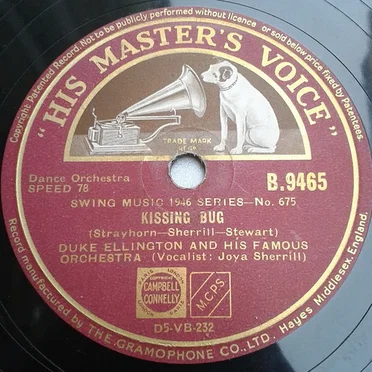 Copyright Patented Record. Not to be publicly performed without licence or sold below price fixed by Patentees.
"HIS MASTER'S VOICE"
TRADE MARK
Dance Orchestra
SPEED 78
B.9465
SWING MUSIC 1946 SERIES—No. 675
KISSING BUG
(Strayhorn—Sherrill—Stewart)
DUKE ELLINGTON AND HIS FAMOUS
ORCHESTRA (Vocalist: Joya Sherrill)
CAMPBELL
CONNELLY
M.C.P.S
D5-VB-232
Record manufactured by THE GRAMOPHONE CO., LTD. Hayes Middlesex, England.